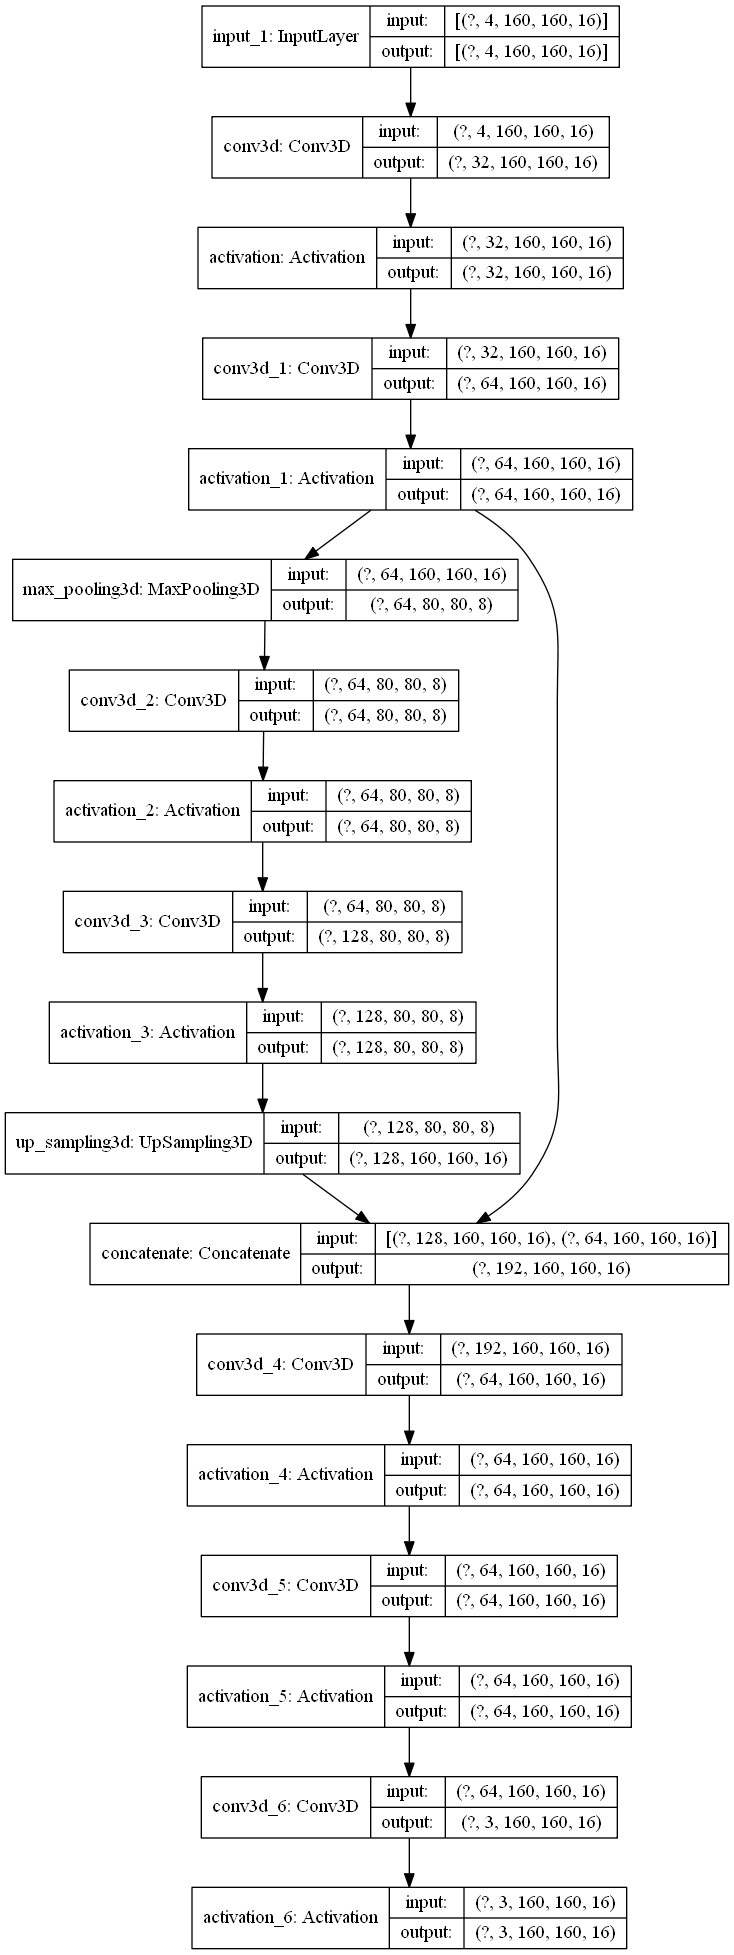 input_1: InputLayer
input: [(?, 4, 160, 160, 16)]
output: [(?, 4, 160, 160, 16)]
conv3d: Conv3D
input: (?, 4, 160, 160, 16)
output: (?, 32, 160, 160, 16)
activation: Activation
input: (?, 32, 160, 160, 16)
output: (?, 32, 160, 160, 16)
conv3d_1: Conv3D
input: (?, 32, 160, 160, 16)
output: (?, 64, 160, 160, 16)
activation_1: Activation
input: (?, 64, 160, 160, 16)
output: (?, 64, 160, 160, 16)
max_pooling3d: MaxPooling3D
input: (?, 64, 160, 160, 16)
output: (?, 64, 80, 80, 8)
conv3d_2: Conv3D
input: (?, 64, 80, 80, 8)
output: (?, 64, 80, 80, 8)
activation_2: Activation
input: (?, 64, 80, 80, 8)
output: (?, 64, 80, 80, 8)
conv3d_3: Conv3D
input: (?, 64, 80, 80, 8)
output: (?, 128, 80, 80, 8)
activation_3: Activation
input: (?, 128, 80, 80, 8)
output: (?, 128, 80, 80, 8)
up_sampling3d: UpSampling3D
input: (?, 128, 80, 80, 8)
output: (?, 128, 160, 160, 16)
concatenate: Concatenate
input: [(?, 128, 160, 160, 16), (?, 64, 160, 160, 16)]
output: (?, 192, 160, 160, 16)
conv3d_4: Conv3D
input: (?, 192, 160, 160, 16)
output: (?, 64, 160, 160, 16)
activation_4: Activation
input: (?, 64, 160, 160, 16)
output: (?, 64, 160, 160, 16)
conv3d_5: Conv3D
input: (?, 64, 160, 160, 16)
output: (?, 64, 160, 160, 16)
activation_5: Activation
input: (?, 64, 160, 160, 16)
output: (?, 64, 160, 160, 16)
conv3d_6: Conv3D
input: (?, 64, 160, 160, 16)
output: (?, 3, 160, 160, 16)
activation_6: Activation
input: (?, 3, 160, 160, 16)
output: (?, 3, 160, 160, 16)